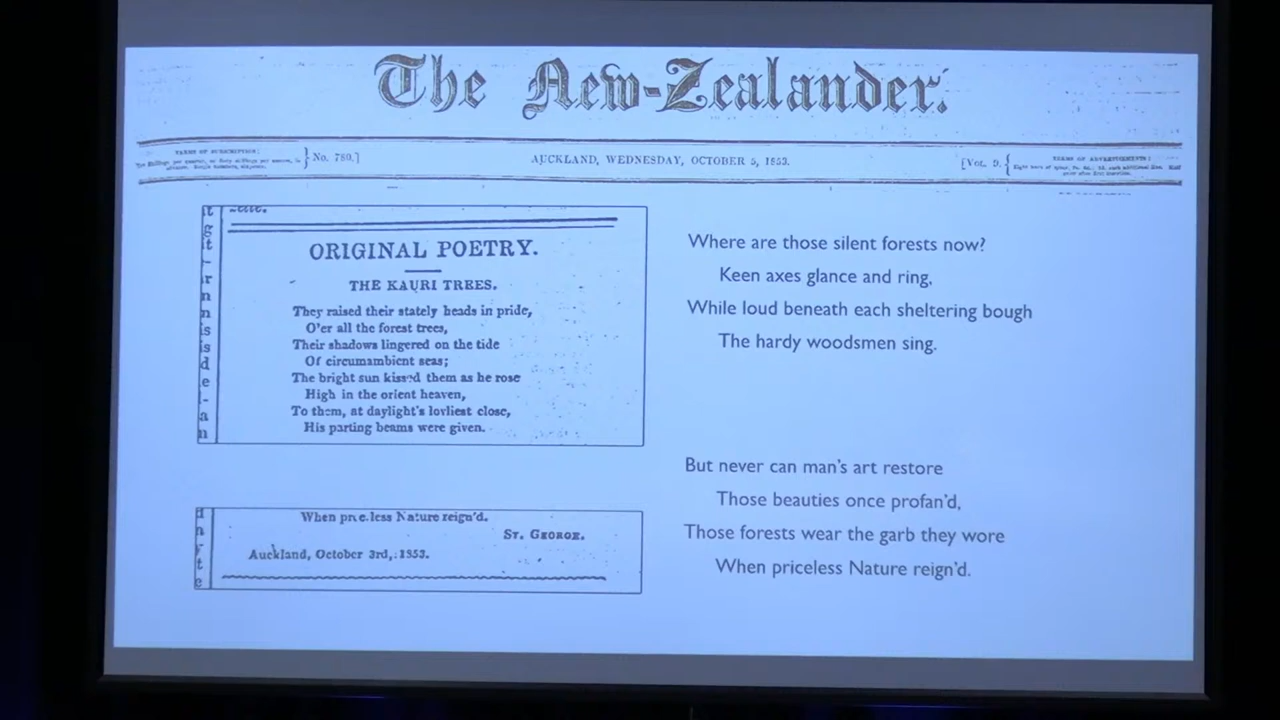 The New-Zealander.
TERMS OF SUBSCRIPTION:
No. 780.]
AUCKLAND, WEDNESDAY, OCTOBER 5, 1853.
[VOL. 9.
TERMS OF ADVERTISEMENTS:
ORIGINAL POETRY.
THE KAURI TREES.
They raised their stately heads in pride,
O'er all the forest trees,
Their shadows lingered on the tide
Of circumambient seas;
The bright sun kissed them as he rose
High in the orient heaven,
To them, at daylight's lovliest close,
His parting beams were given.
When priceless Nature reign'd.
ST. GEORGE.
Auckland, October 3rd, 1853.
Where are those silent forests now?
Keen axes glance and ring,
While loud beneath each sheltering bough
The hardy woodsmen sing.
But never can man's art restore
Those beauties once profan'd,
Those forests wear the garb they wore
When priceless Nature reign'd.